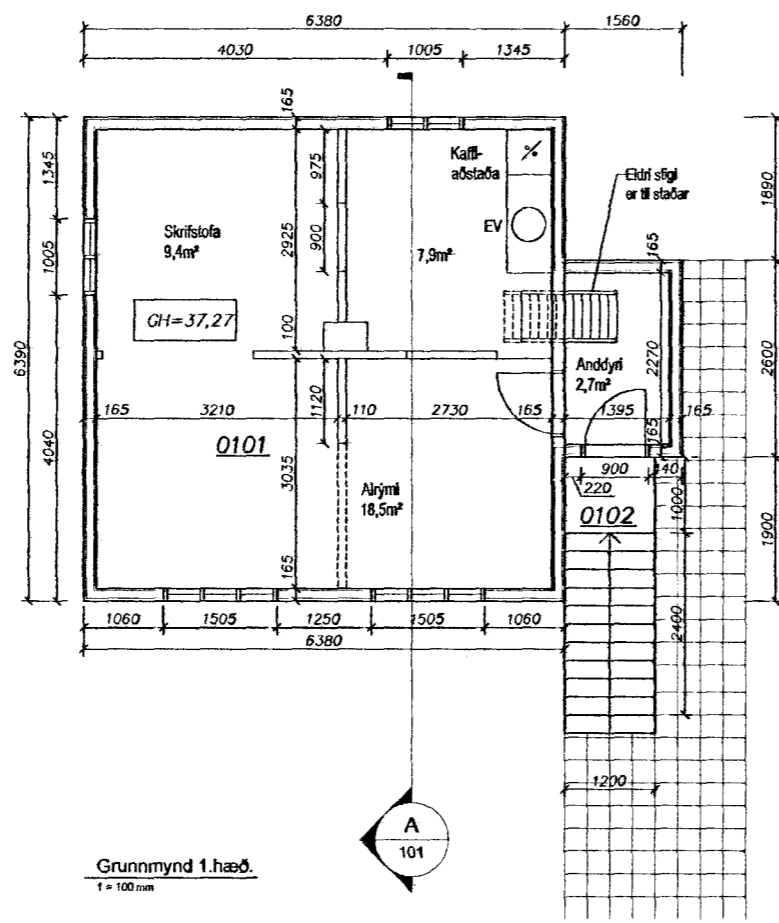 6380
1560
4030
1005
1345
165
1345
1005
6390
4040
975
900
2925
100
Kaffi-
aðstaða
EV
7,9m²
Skrifstofa
9,4m²
GH=37,27
Eldri stigi
er til staðar
165
1890
2600
1900
Anddyri
2,7m²
2270
165
3210
1120
110
2730
165
1395
165
0101
3035
165
Alrými
18,5m²
165
900
140
220
0102
1000
2400
1060
1505
1250
1505
1060
6380
1200
A
101
Grunnmynd 1.hæð.
1 = 100 mm